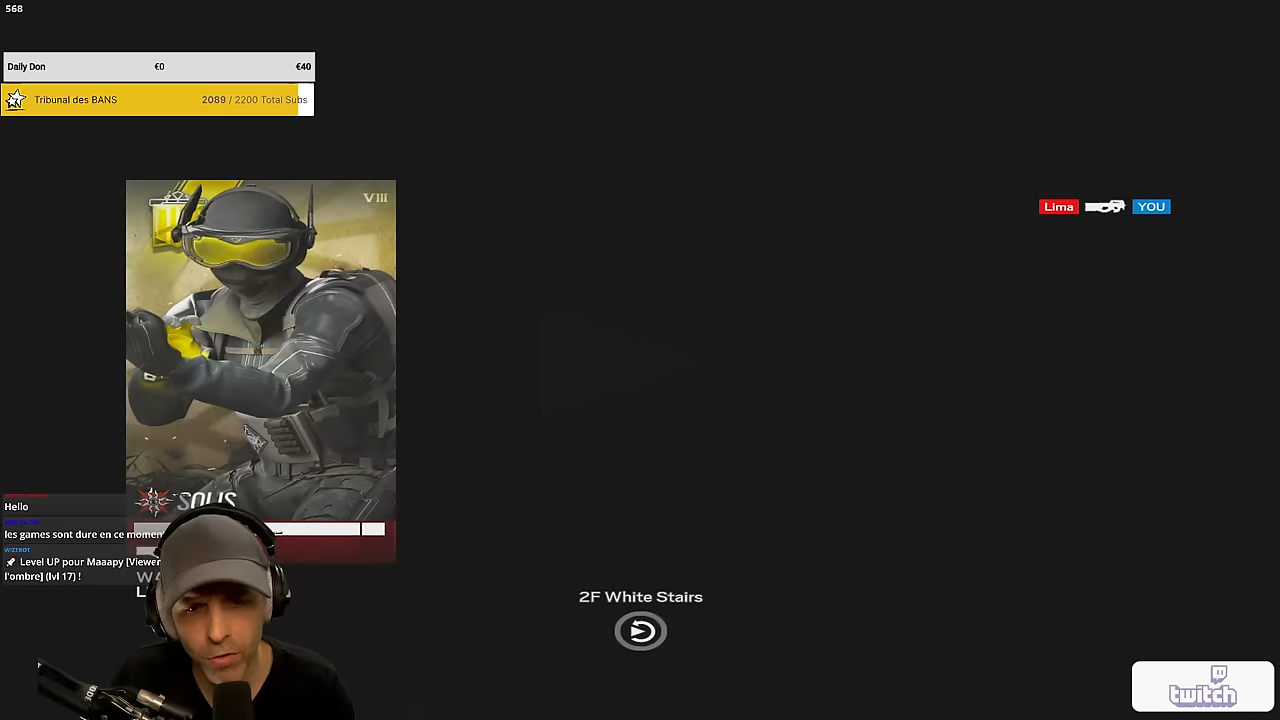 568
Daily Don €0 €40
Tribunal des BANS 2089 / 2200 Total Subs
VIII
Lima YOU
SOLIS
Hello
les games sont dure en ce momen
WIZEBOT
Level UP pour Maaapy [Viewer
l'ombre] (lvl 17) !
2F White Stairs
twitch